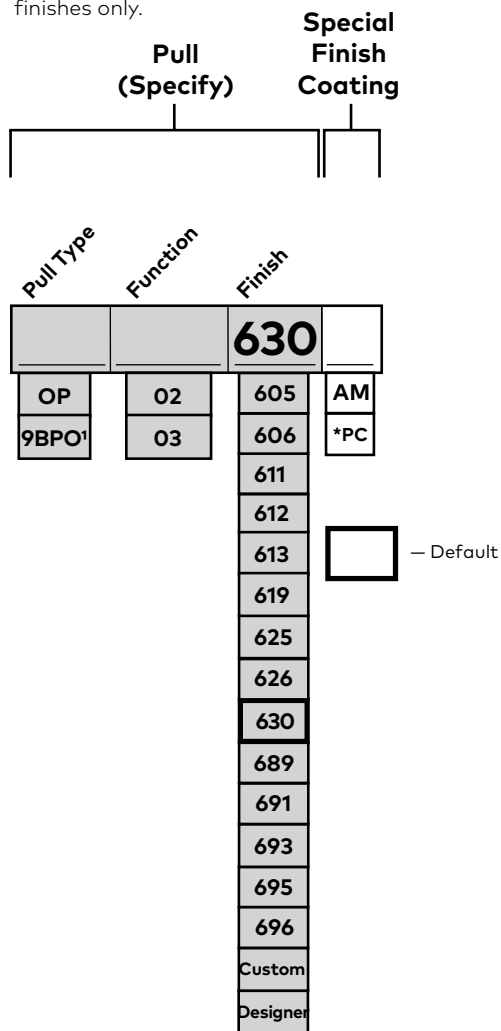 finishes only.
Pull
(Specify)
Special
Finish
Coating
Pull Type
Function
Finish
630
OP
9BPO¹
02
03
605
606
611
612
613
619
625
626
630
689
691
693
695
696
Custom
Designer
AM
*PC
— Default